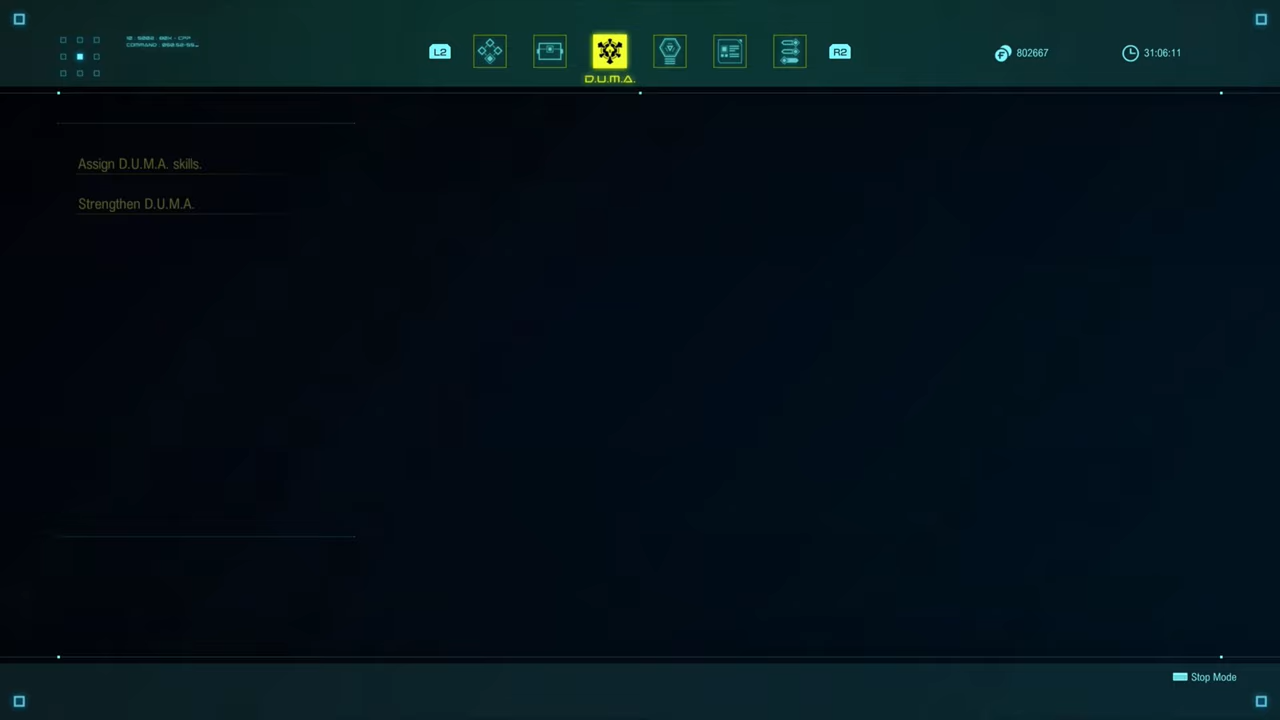 L2
R2
D.U.M.A.
802667
31:06:11
Assign D.U.M.A. skills.
Strengthen D.U.M.A.
Stop Mode